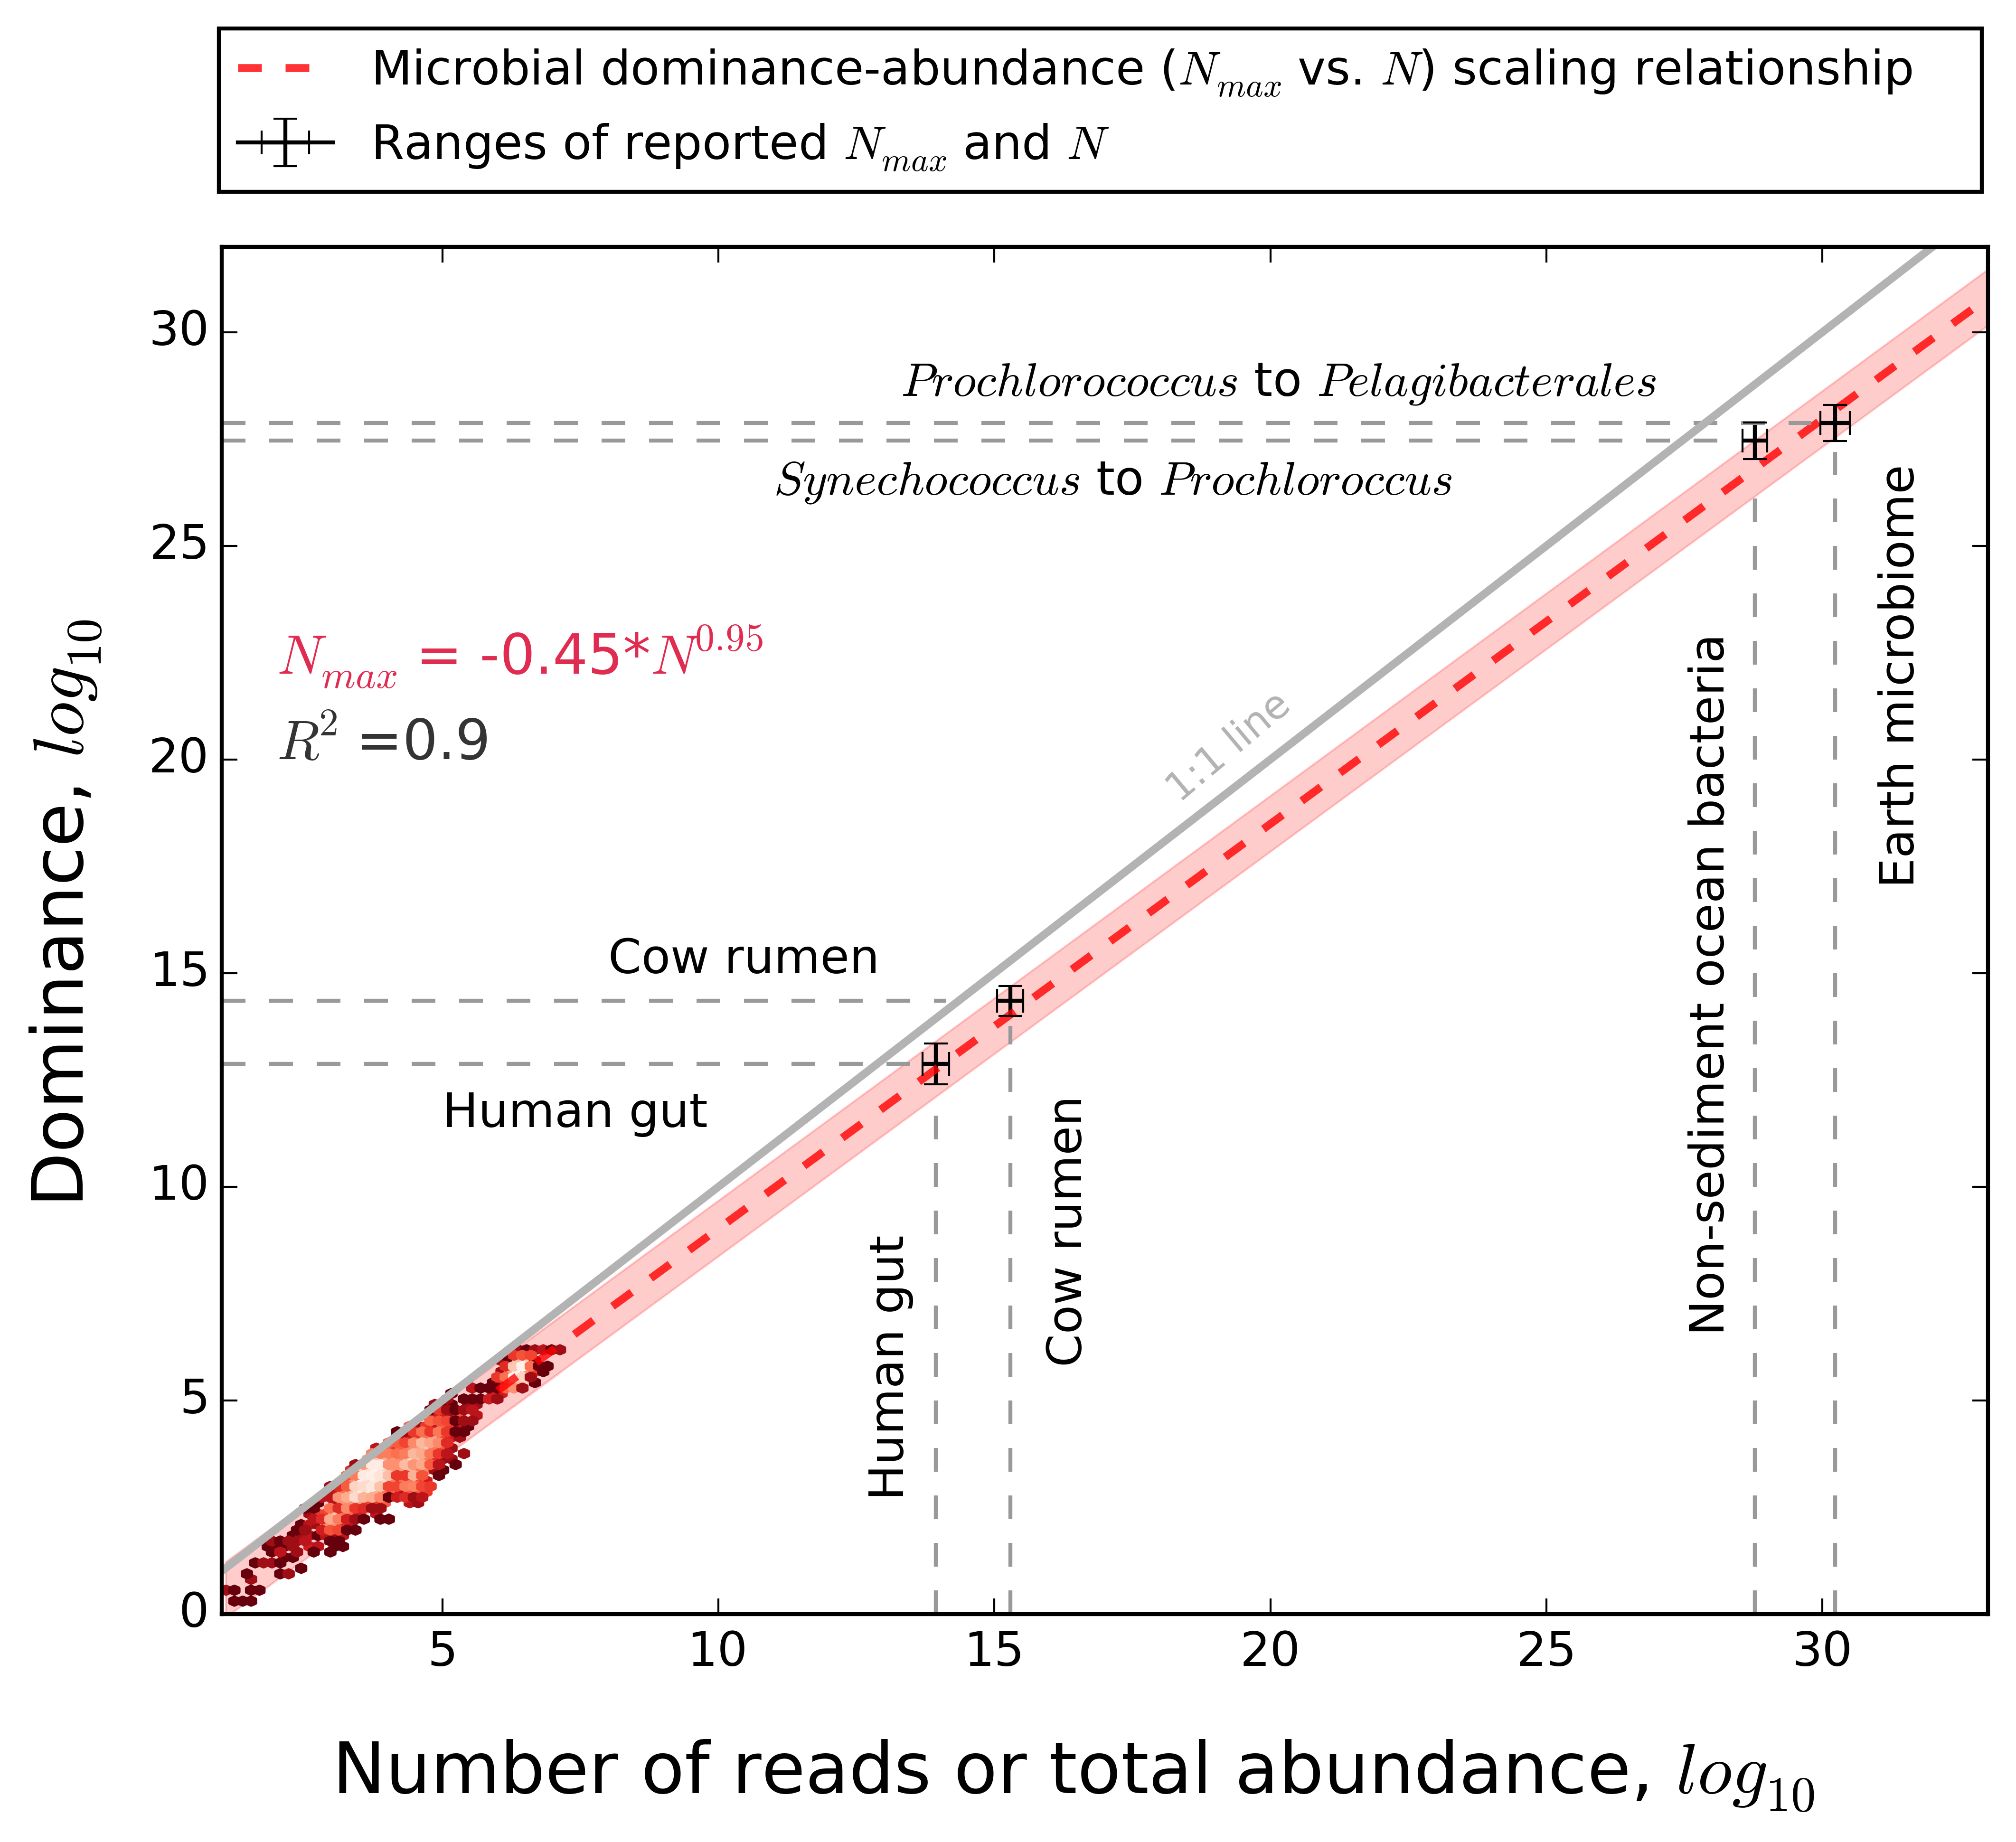 Microbial dominance-abundance (Nmax vs. N) scaling relationship
Ranges of reported Nmax and N
Dominance, log10
30
25
20
15
10
5
0
Prochlorococcus to Pelagibacterales
Synechococcus to Prochloroccus
Nmax = -0.45*N^0.95
R² =0.9
1:1 line
Cow rumen
Human gut
Human gut
Cow rumen
Non-sediment ocean bacteria
Earth microbiome
5
10
15
20
25
30
Number of reads or total abundance, log10